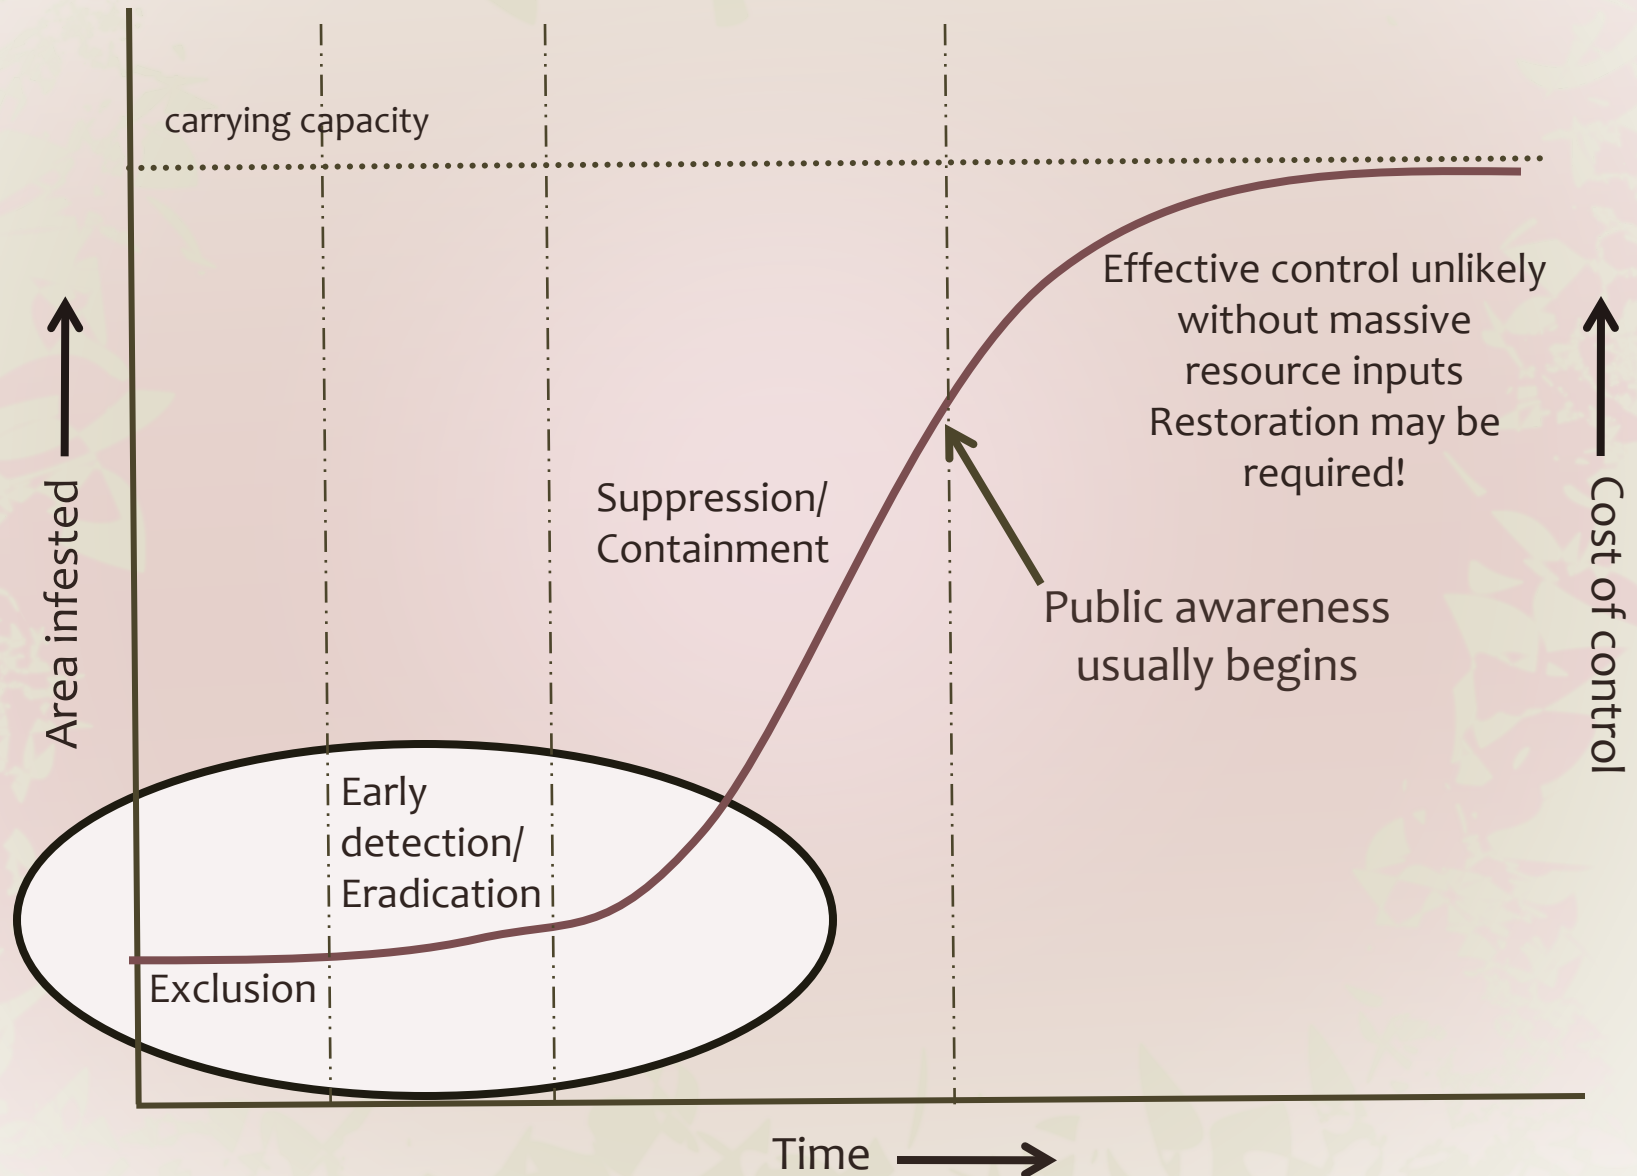 carrying capacity
Effective control unlikely
without massive
resource inputs
Restoration may be
required!
Area infested
Cost of control
Suppression/
Containment
Public awareness
usually begins
Early
detection/
Eradication
Exclusion
Time